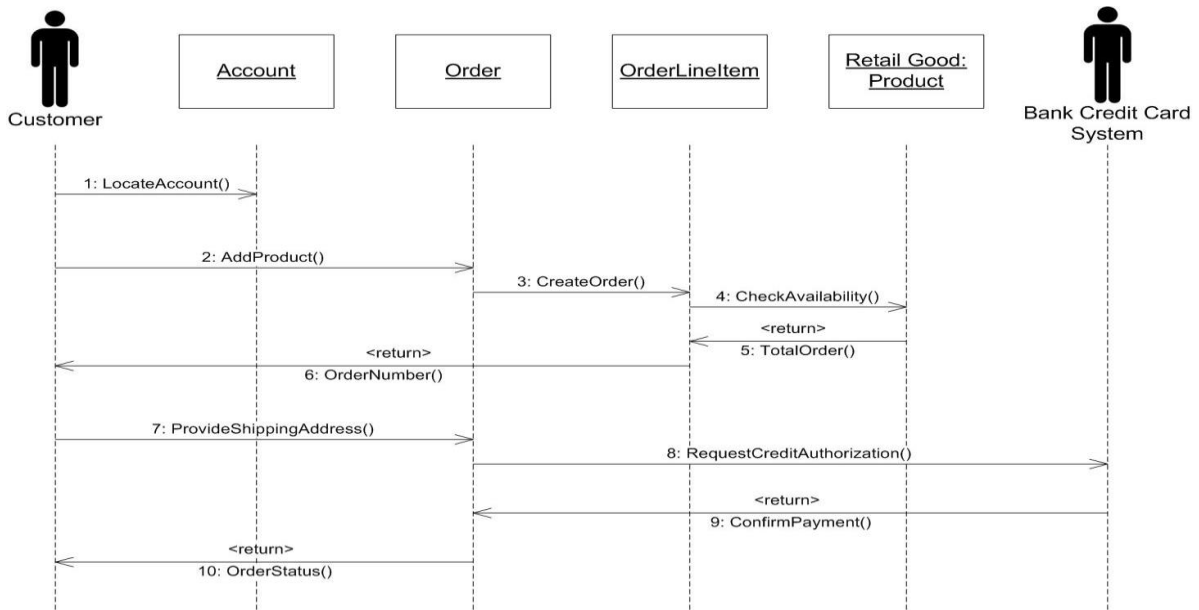 Customer
Account
Order
OrderLineItem
Retail Good:
Product
Bank Credit Card
System
1: LocateAccount()
2: AddProduct()
3: CreateOrder()
4: CheckAvailability()
<return>
5: TotalOrder()
<return>
6: OrderNumber()
7: ProvideShippingAddress()
8: RequestCreditAuthorization()
<return>
9: ConfirmPayment()
<return>
10: OrderStatus()